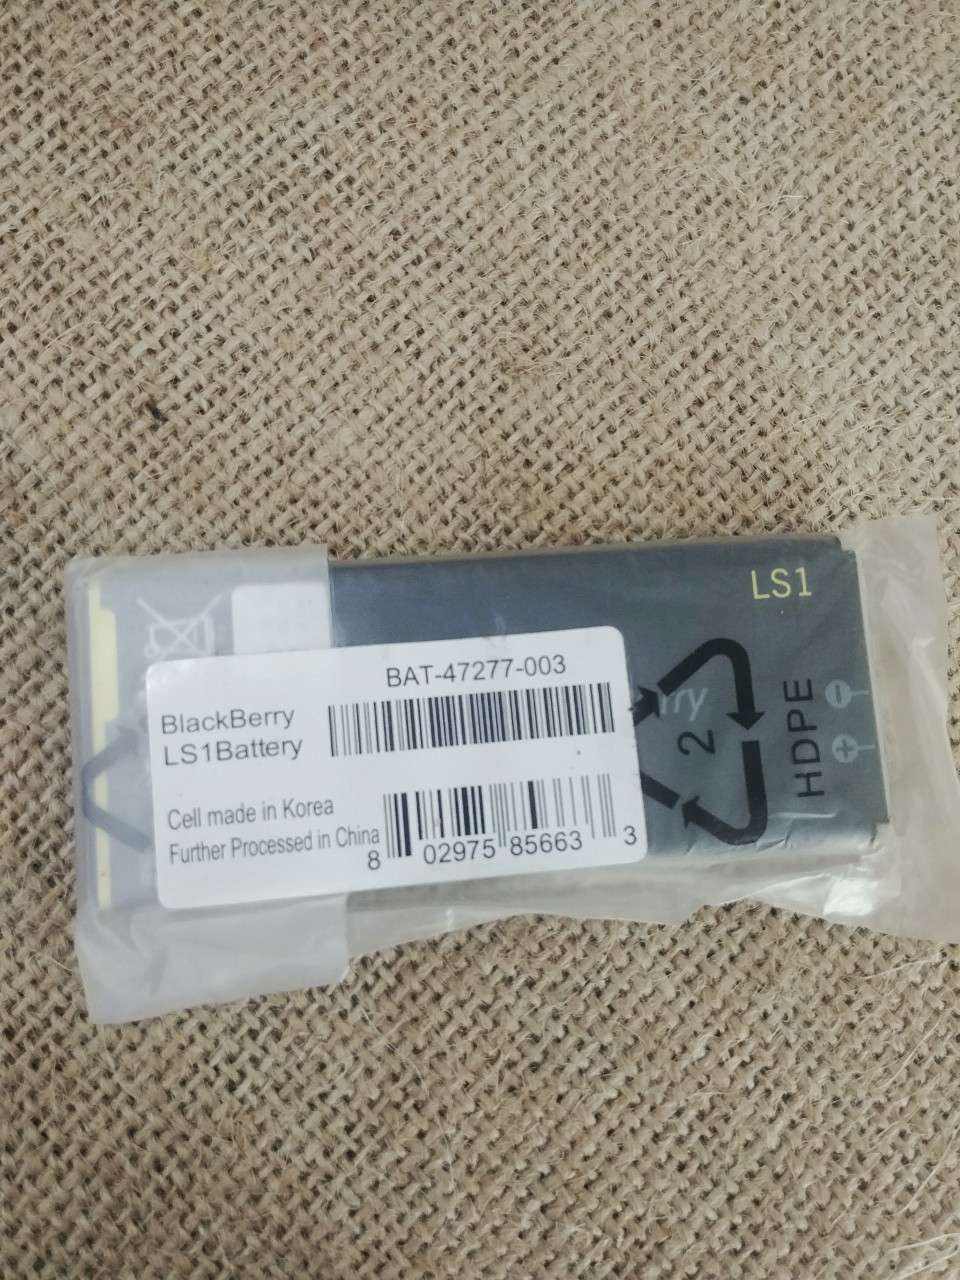 LS1
BAT-47277-003
BlackBerry
LS1Battery
Cell made in Korea
Further Processed in China
8 02975 85663 3
rry
2
HDPE